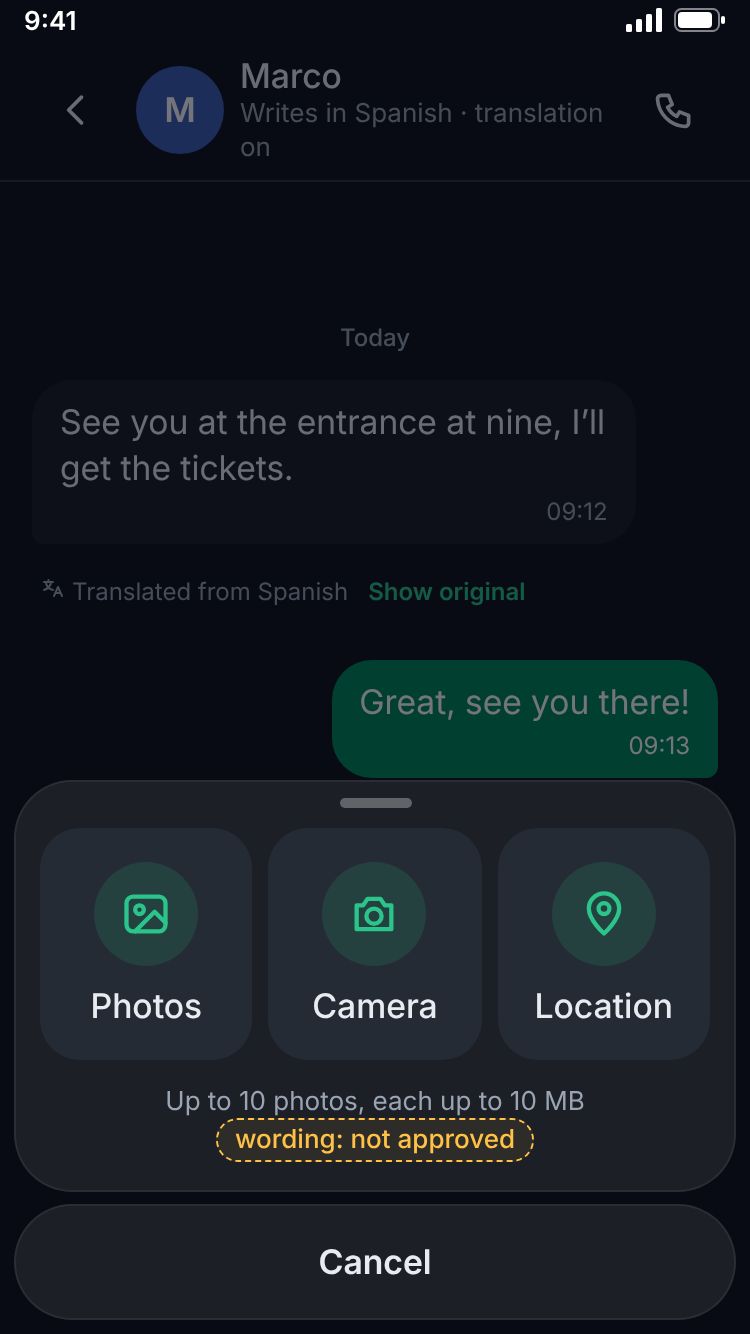 9:41
M
Marco
Writes in Spanish · translation
on
Today
See you at the entrance at nine, I’ll
get the tickets.
09:12
Translated from Spanish Show original
Great, see you there!
09:13
Photos
Camera
Location
Up to 10 photos, each up to 10 MB
wording: not approved
Cancel